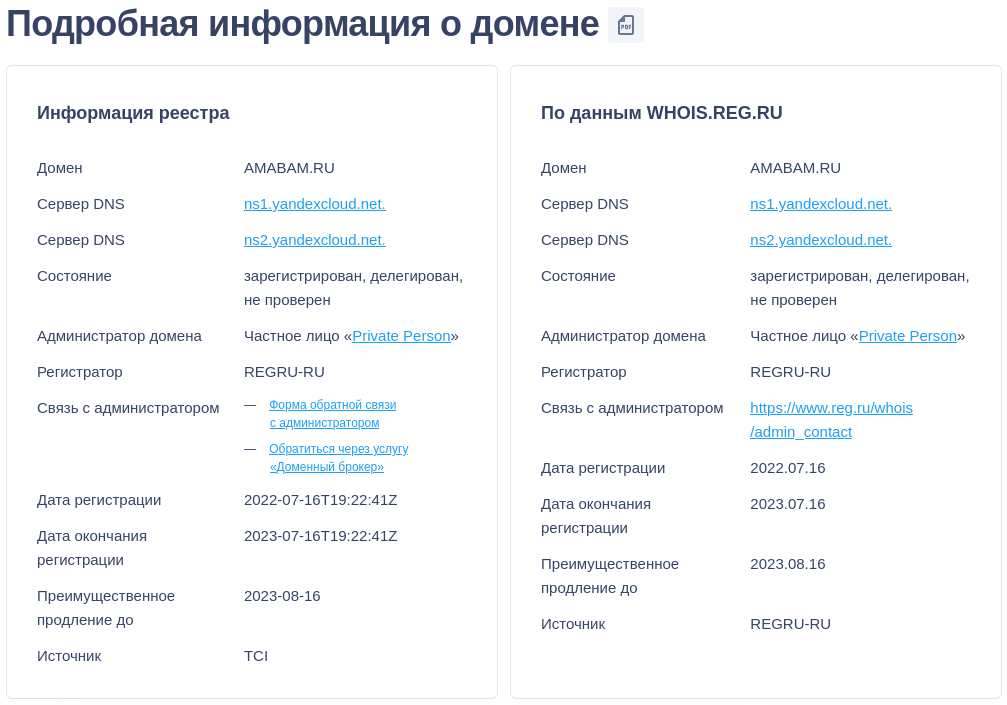 Подробная информация о домене
PDF
Информация реестра
Домен AMABAM.RU
Сервер DNS ns1.yandexcloud.net.
Сервер DNS ns2.yandexcloud.net.
Состояние зарегистрирован, делегирован,
не проверен
Администратор домена Частное лицо «Private Person»
Регистратор REGRU-RU
Связь с администратором — Форма обратной связи
с администратором
— Обратиться через услугу
«Доменный брокер»
Дата регистрации 2022-07-16T19:22:41Z
Дата окончания 2023-07-16T19:22:41Z
регистрации
Преимущественное 2023-08-16
продление до
Источник TCI
По данным WHOIS.REG.RU
Домен AMABAM.RU
Сервер DNS ns1.yandexcloud.net.
Сервер DNS ns2.yandexcloud.net.
Состояние зарегистрирован, делегирован,
не проверен
Администратор домена Частное лицо «Private Person»
Регистратор REGRU-RU
Связь с администратором https://www.reg.ru/whois
/admin_contact
Дата регистрации 2022.07.16
Дата окончания 2023.07.16
регистрации
Преимущественное 2023.08.16
продление до
Источник REGRU-RU